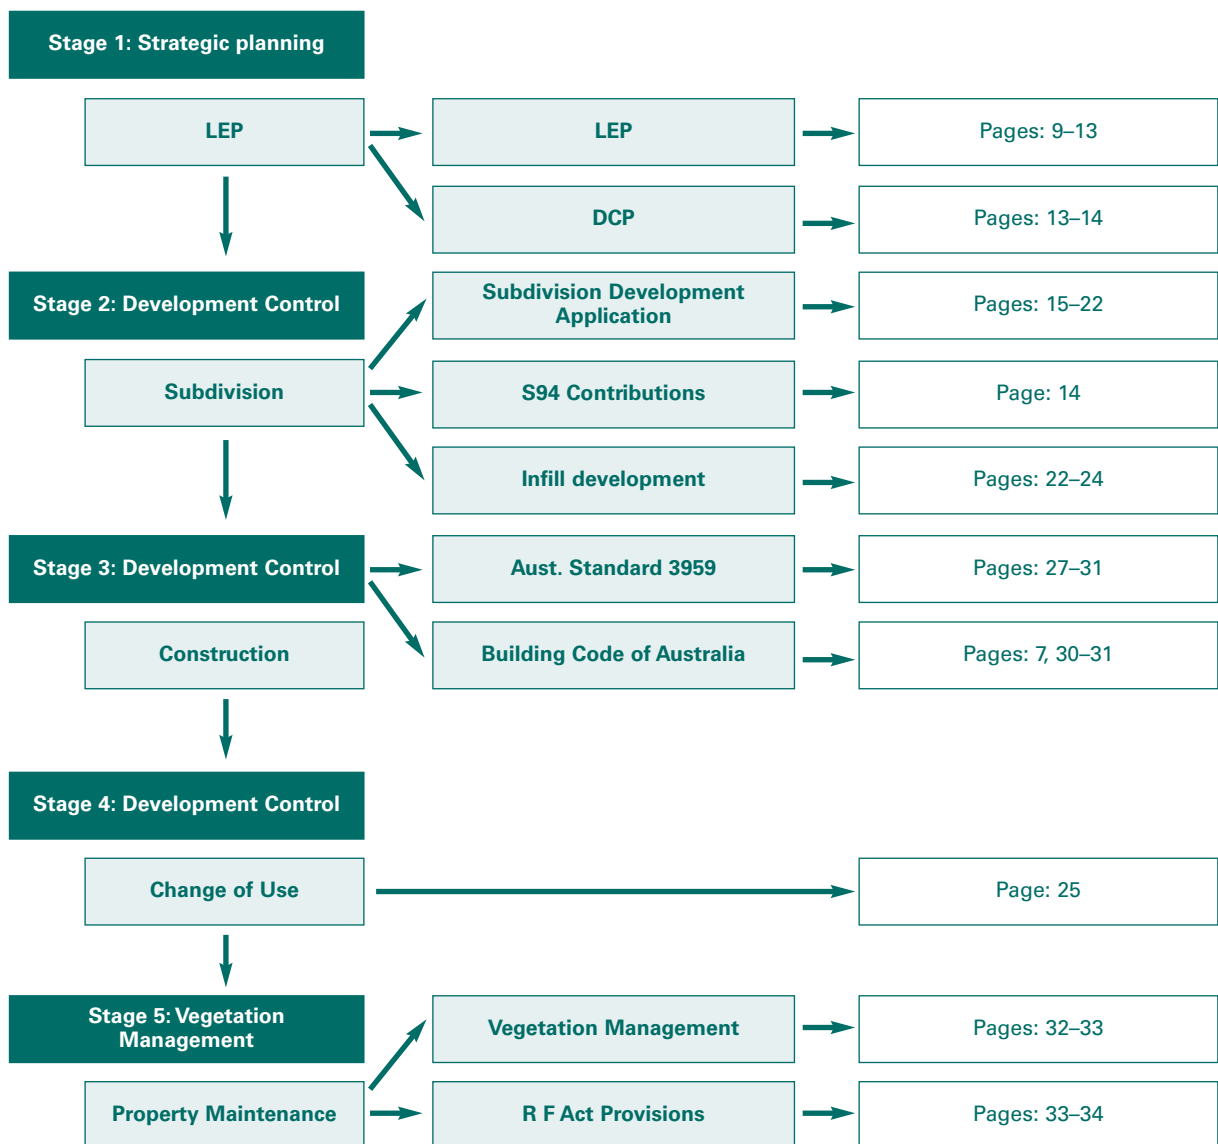 Stage 1: Strategic planning
LEP
LEP
Pages: 9–13
DCP
Pages: 13–14
Stage 2: Development Control
Subdivision Development
Application
Pages: 15–22
Subdivision
S94 Contributions
Page: 14
Infill development
Pages: 22–24
Stage 3: Development Control
Aust. Standard 3959
Pages: 27–31
Construction
Building Code of Australia
Pages: 7, 30–31
Stage 4: Development Control
Change of Use
Page: 25
Stage 5: Vegetation
Management
Vegetation Management
Pages: 32–33
Property Maintenance
R F Act Provisions
Pages: 33–34